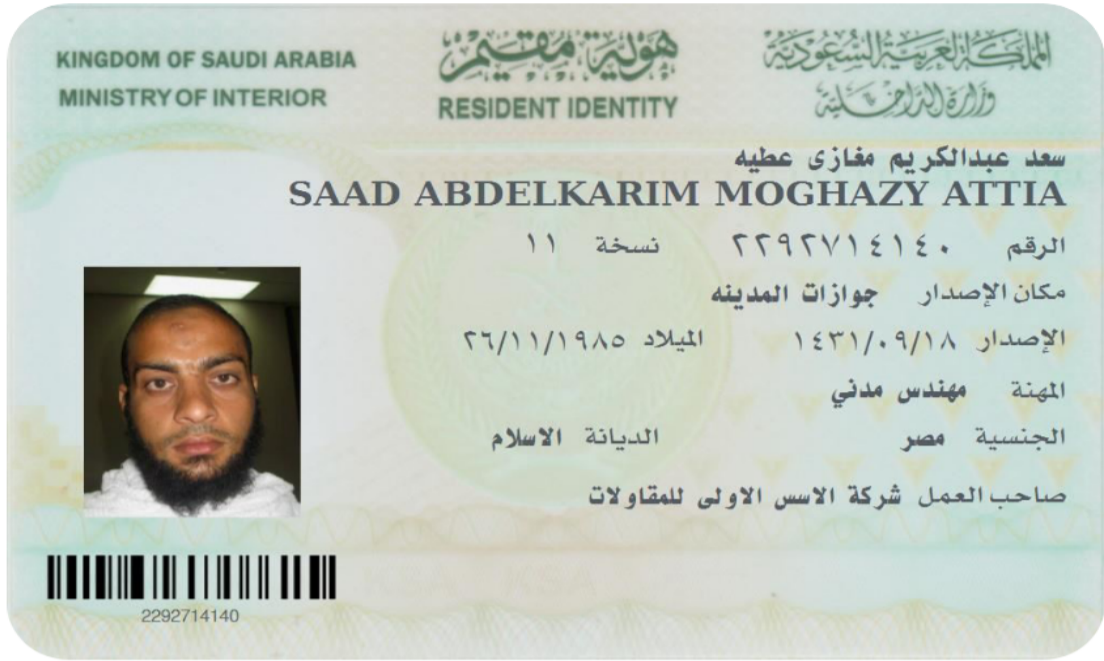 KINGDOM OF SAUDI ARABIA
MINISTRY OF INTERIOR
هوية مقيم
RESIDENT IDENTITY
المملكة العربية السعودية
وزارة الداخلية
سعد عبدالكريم مغازى عطيه
SAAD ABDELKARIM MOGHAZY ATTIA
الرقم ٢٢٩٢٧١٤١٤٠ نسخة ١١
مكان الإصدار جوازات المدينه
الإصدار ١٤٣١/٠٩/١٨ الميلاد ٢٦/١١/١٩٨٥
المهنة مهندس مدني
الجنسية مصر الديانة الاسلام
صاحب العمل شركة الاسس الاولى للمقاولات
KSA KSA
2292714140